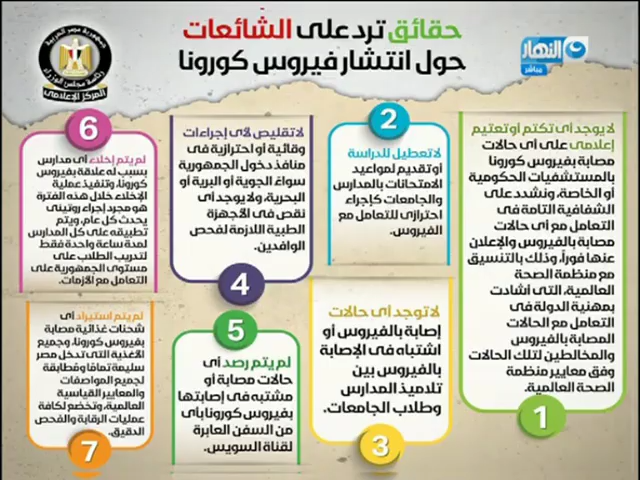 حقائق ترد على الشائعات
حول انتشار فيروس كورونا
جمهورية مصر العربية
رئاسة مجلس الوزراء
المركز الإعلامى
النهار
مباشر
1
لا يوجد أى تكتم أو تعتيم
إعلامى على أى حالات
مصابة بفيروس كورونا
بالمستشفيات الحكومية
أو الخاصة، ونشدد على
الشفافية التامة فى
التعامل مع أى حالات
مصابة بالفيروس والإعلان
عنها فوراً، وذلك بالتنسيق
مع منظمة الصحة
العالمية، التى أشادت
بمهنية الدولة فى
التعامل مع الحالات
المصابة بالفيروس
والمخالطين لتلك الحالات
وفق معايير منظمة
الصحة العالمية.
2
لا تعطيل للدراسة
أو تقديم لمواعيد
الامتحانات بالمدارس
والجامعات كإجراء
احترازى للتعامل مع
الفيروس.
3
لا توجد أى حالات
إصابة بالفيروس أو
اشتباه فى الإصابة
بالفيروس بين
تلاميذ المدارس
وطلاب الجامعات.
4
لا تقليص لأى إجراءات
وقائية أو احترازية فى
منافذ دخول الجمهورية
سواءً الجوية أو البرية أو
البحرية، ولا يوجد أى
نقص فى الأجهزة
الطبية اللازمة لفحص
الوافدين.
5
لم يتم رصد أى
حالات مصابة أو
مشتبه فى إصابتها
بفيروس كورونا بأى
من السفن العابرة
لقناة السويس.
6
لم يتم إخلاء أى مدارس
بسبب له علاقة بفيروس
كورونا، وتنفيذ عملية
الإخلاء خلال هذه الفترة
هو مجرد إجراء روتينى
يحدث كل عام، ويتم
تطبيقه على كل المدارس
لمدة ساعة واحدة فقط
لتدريب الطلاب على
مستوى الجمهورية على
التعامل مع الأزمات.
7
لم يتم استيراد أى
شحنات غذائية مصابة
بفيروس كورونا، وجميع
الأغذية التى تدخل مصر
سليمة تماماً ومطابقة
لجميع المواصفات
والمعايير القياسية
العالمية، وتخضع لكافة
عمليات الرقابة والفحص
الدقيق.